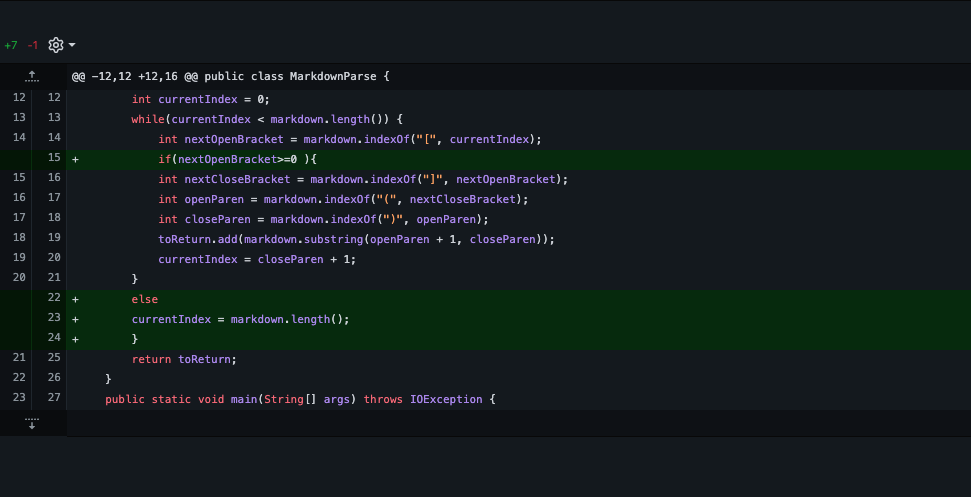 +7 -1
@@ -12,12 +12,16 @@ public class MarkdownParse {
12 12 int currentIndex = 0;
13 13 while(currentIndex < markdown.length()) {
14 14 int nextOpenBracket = markdown.indexOf("[", currentIndex);
15 + if(nextOpenBracket>=0 ){
15 16 int nextCloseBracket = markdown.indexOf("]", nextOpenBracket);
16 17 int openParen = markdown.indexOf("(", nextCloseBracket);
17 18 int closeParen = markdown.indexOf(")", openParen);
18 19 toReturn.add(markdown.substring(openParen + 1, closeParen));
19 20 currentIndex = closeParen + 1;
20 21 }
22 + else
23 + currentIndex = markdown.length();
24 + }
21 25 return toReturn;
22 26 }
23 27 public static void main(String[] args) throws IOException {